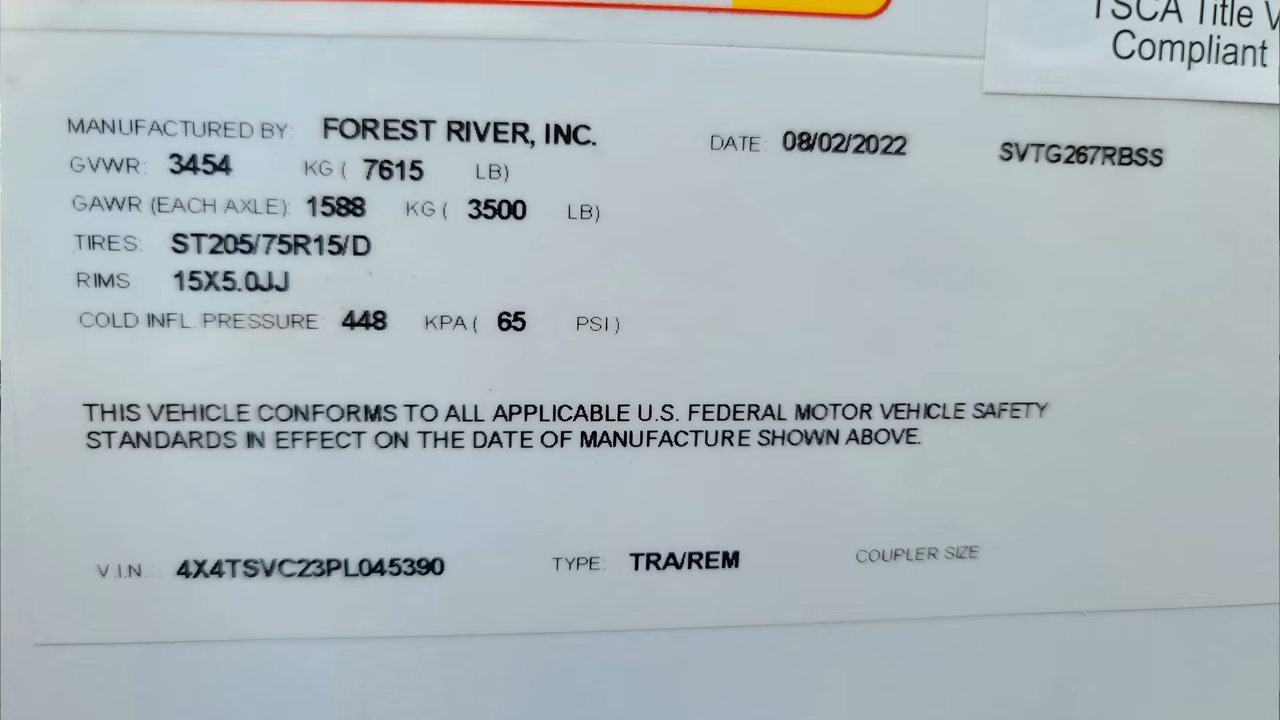 TSCA Title
Compliant
MANUFACTURED BY: FOREST RIVER, INC. DATE: 08/02/2022 SVTG267RBSS
GVWR: 3454 KG ( 7615 LB)
GAWR (EACH AXLE): 1588 KG ( 3500 LB)
TIRES: ST205/75R15/D
RIMS: 15X5.0JJ
COLD INFL. PRESSURE: 448 KPA ( 65 PSI )
THIS VEHICLE CONFORMS TO ALL APPLICABLE U.S. FEDERAL MOTOR VEHICLE SAFETY
STANDARDS IN EFFECT ON THE DATE OF MANUFACTURE SHOWN ABOVE.
V.I.N.: 4X4TSVC23PL045390 TYPE: TRA/REM COUPLER SIZE